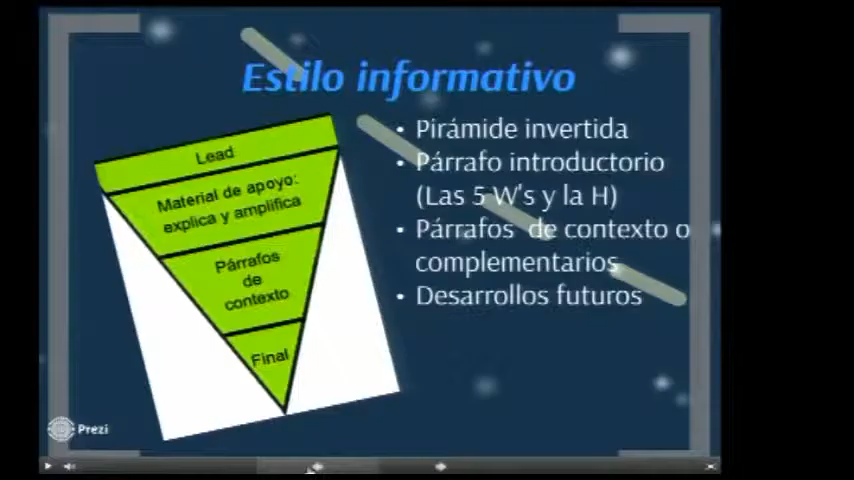 Estilo informativo
Lead
Material de apoyo:
explica y amplifica
Párrafos
de
contexto
Final
• Pirámide invertida
• Párrafo introductorio
(Las 5 W's y la H)
• Párrafos de contexto o
complementarios
• Desarrollos futuros
Prezi